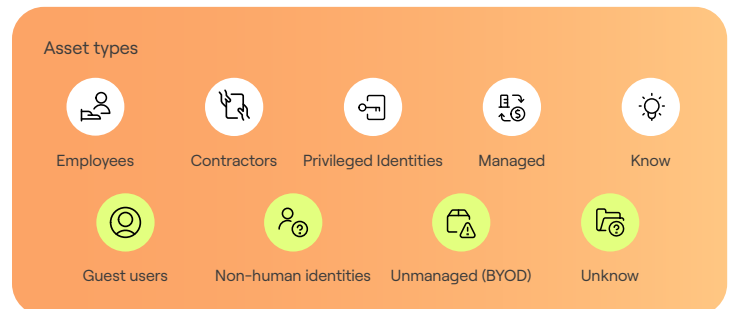 Asset types
Employees
Contractors
Privileged Identities
Managed
Know
Guest users
Non-human identities
Unmanaged (BYOD)
Unknow